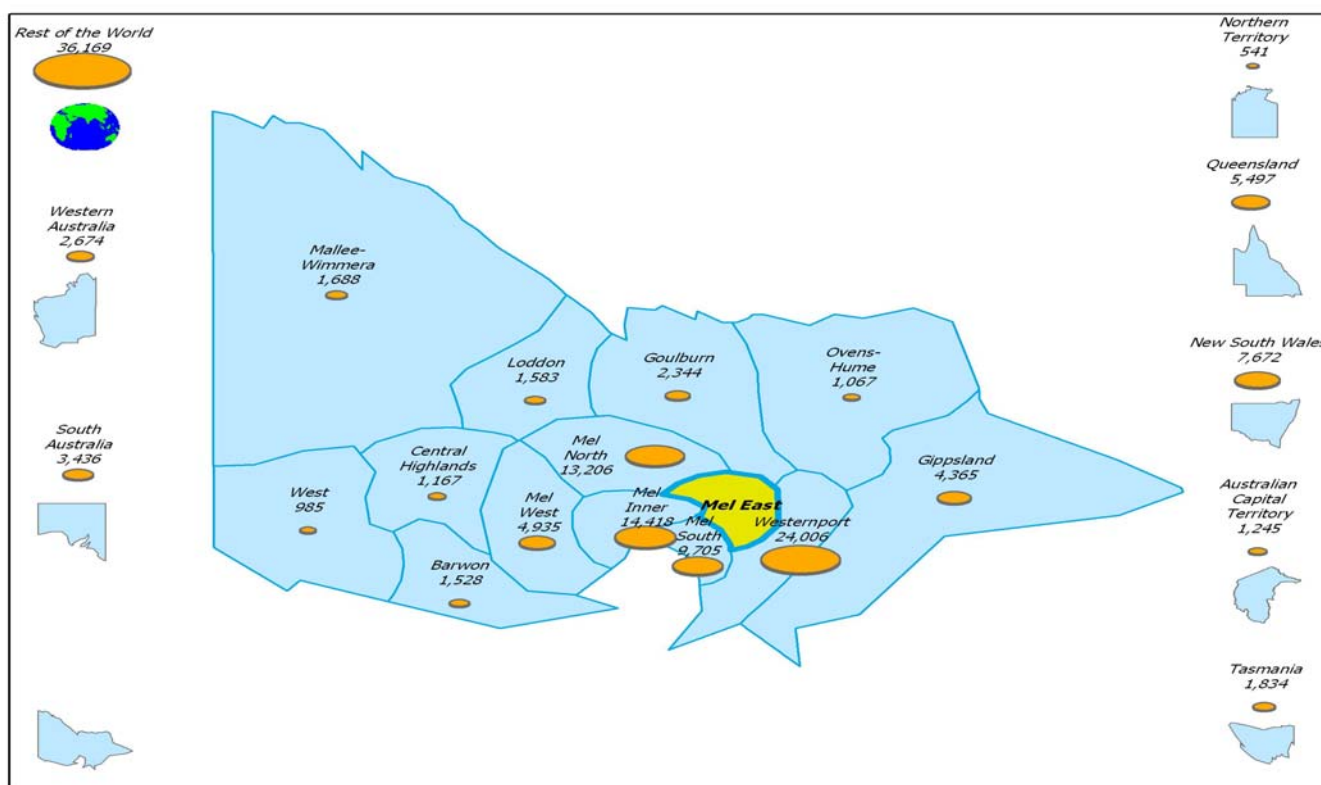 Rest of the World
36,169
Western
Australia
2,674
South
Australia
3,436
Mallee-
Wimmera
1,688
Loddon
1,583
Goulburn
2,344
Ovens-
Hume
1,067
Central
Highlands
1,167
West
985
Barwon
1,528
Mel
West
4,935
Mel
North
13,206
Mel
Inner
14,418
Mel
South
9,705
Mel East
Westernport
24,006
Gippsland
4,365
Northern
Territory
541
Queensland
5,497
New South Wales
7,672
Australian
Capital
Territory
1,245
Tasmania
1,834